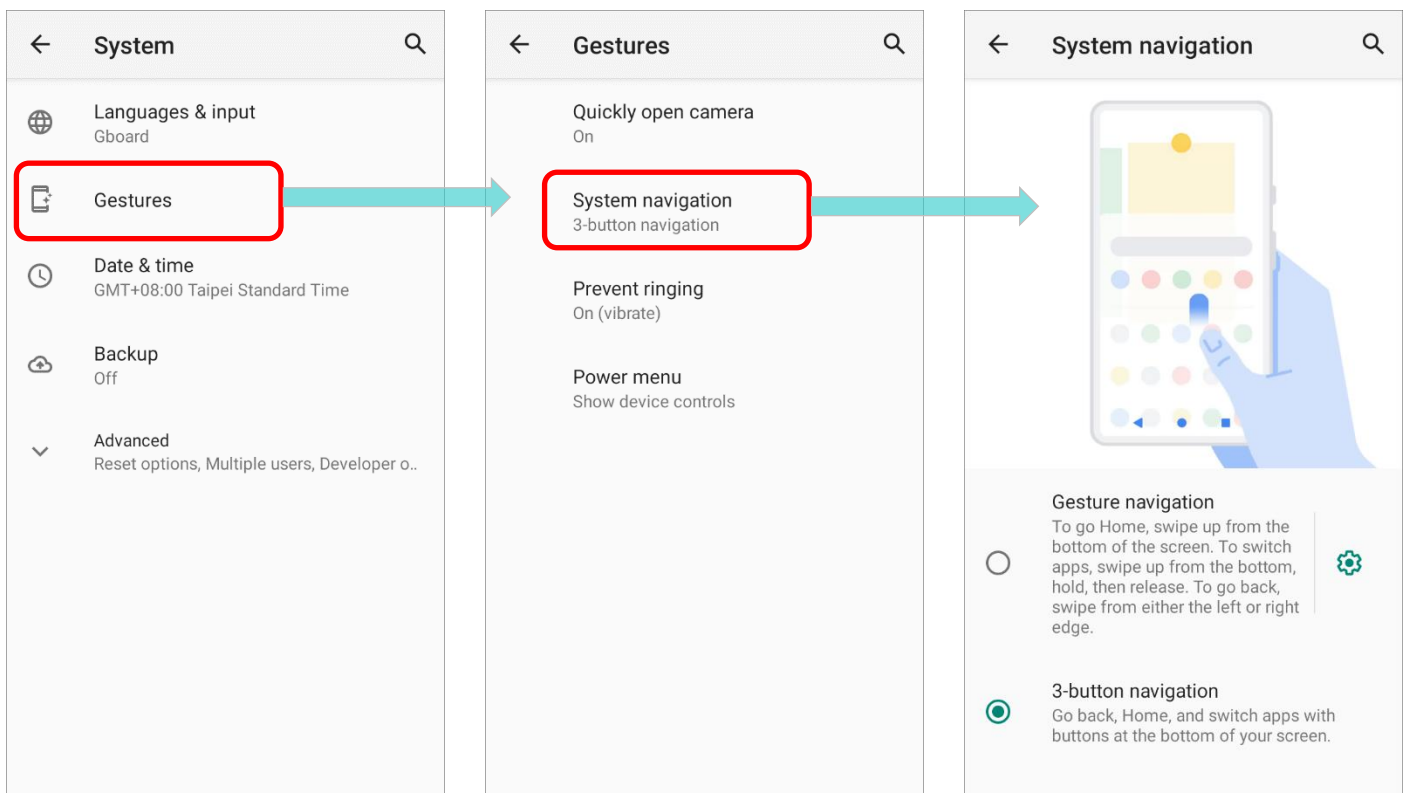 System
Languages & input
Gboard
Gestures
Date & time
GMT+08:00 Taipei Standard Time
Backup
Off
Advanced
Reset options, Multiple users, Developer o..
Gestures
Quickly open camera
On
System navigation
3-button navigation
Prevent ringing
On (vibrate)
Power menu
Show device controls
System navigation
Gesture navigation
To go Home, swipe up from the
bottom of the screen. To switch
apps, swipe up from the bottom,
hold, then release. To go back,
swipe from either the left or right
edge.
3-button navigation
Go back, Home, and switch apps with
buttons at the bottom of your screen.